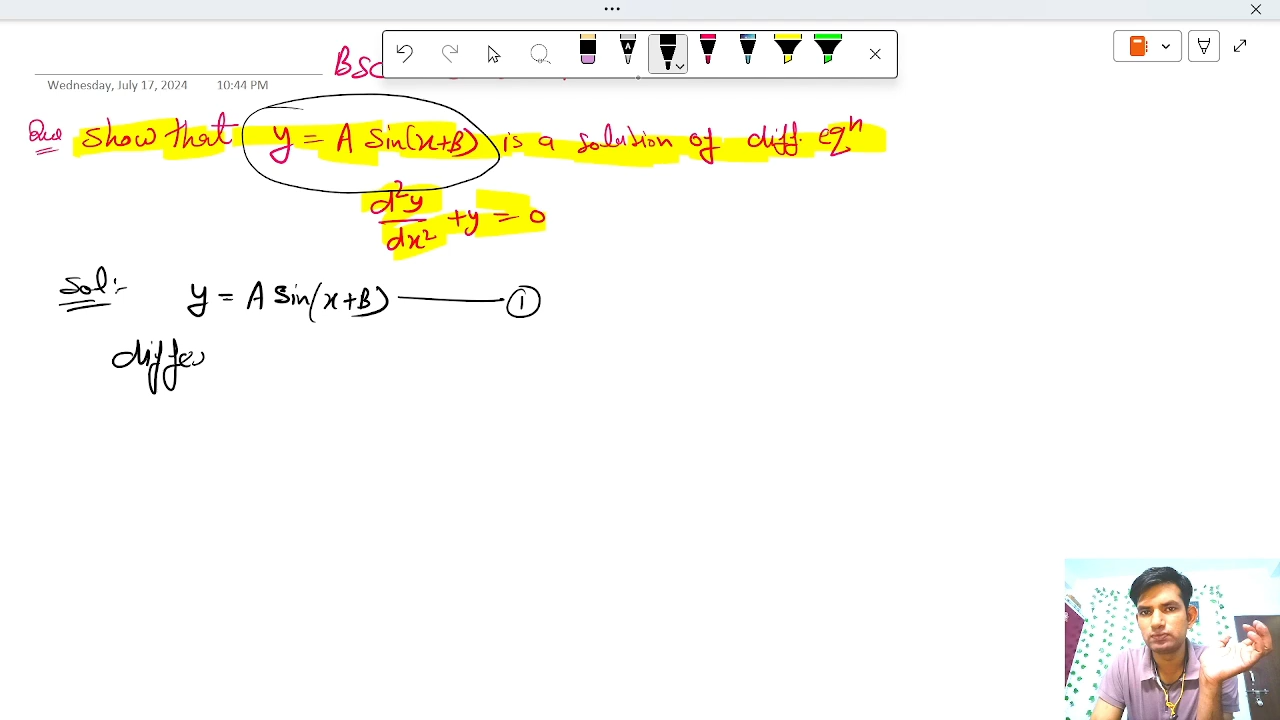 BSC
Wednesday, July 17, 2024 10:44 PM
Que show that y = A Sin(x+B) is a solution of diff. eqn
d²y/dx² + y = 0
Sol:- y = A Sin(x+B) ——— ①
differ